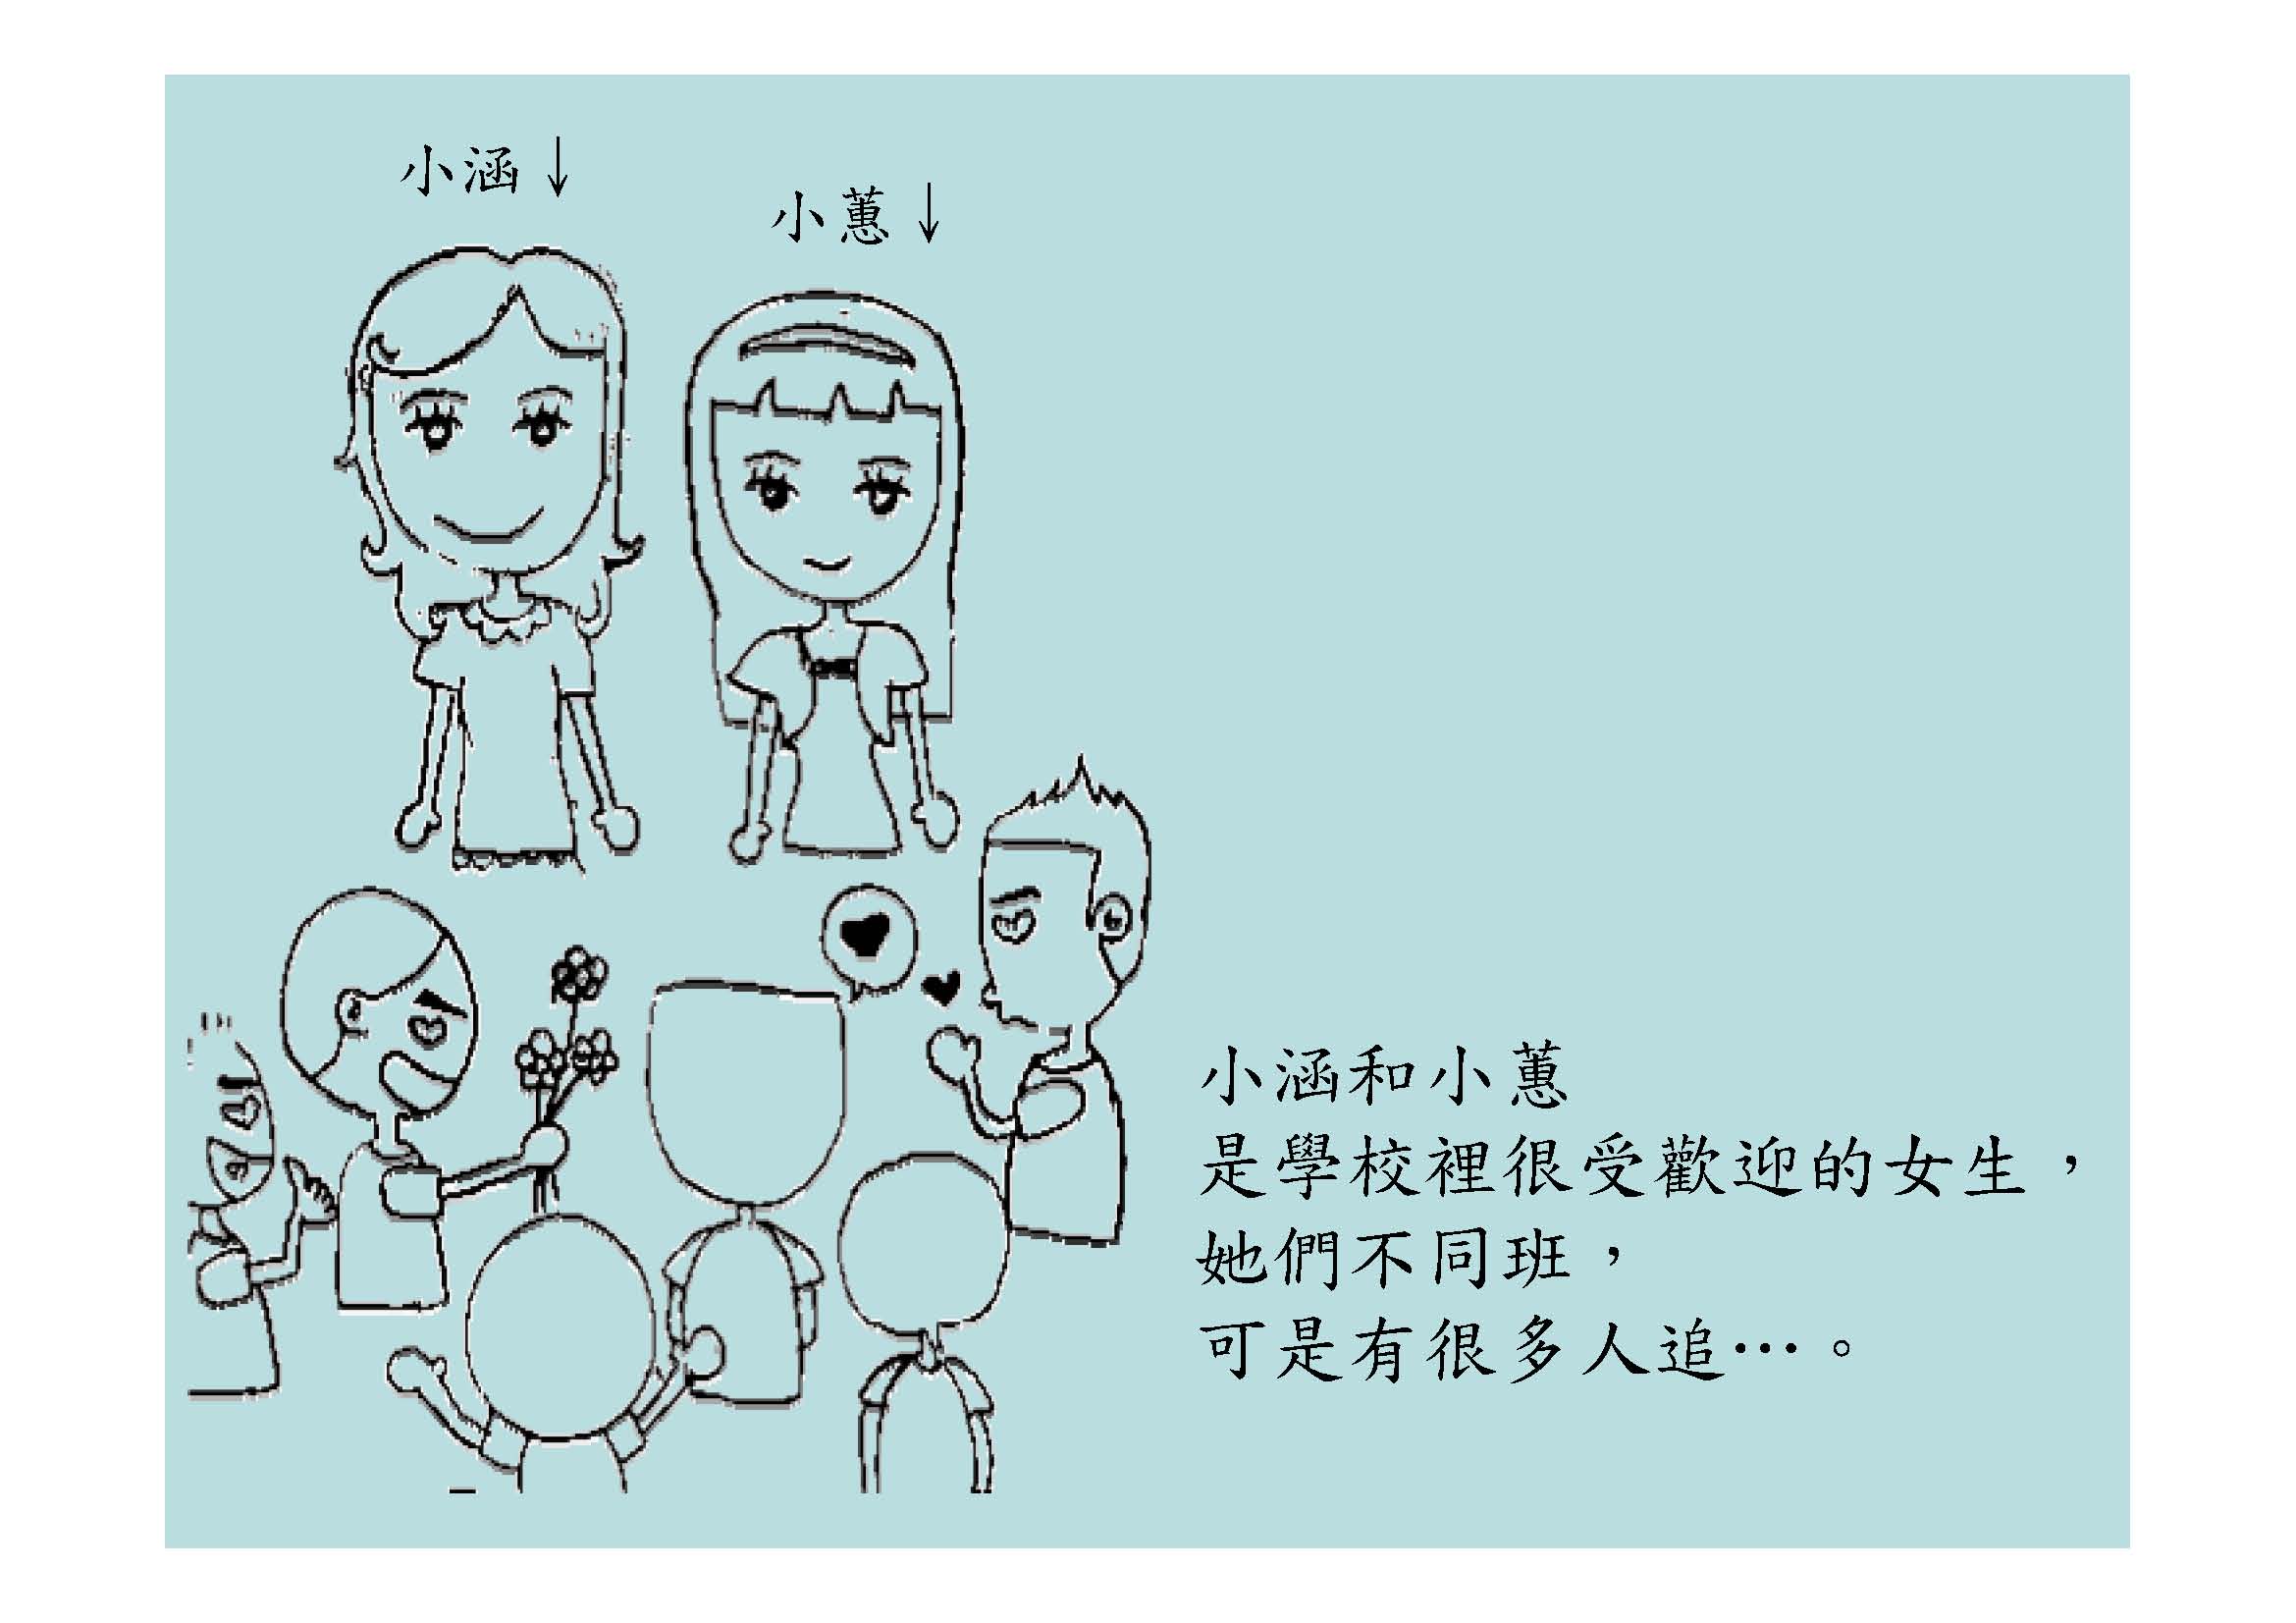 小涵↓
小蕙↓
小涵和小蕙
是學校裡很受歡迎的女生，
她們不同班，
可是有很多人追…。